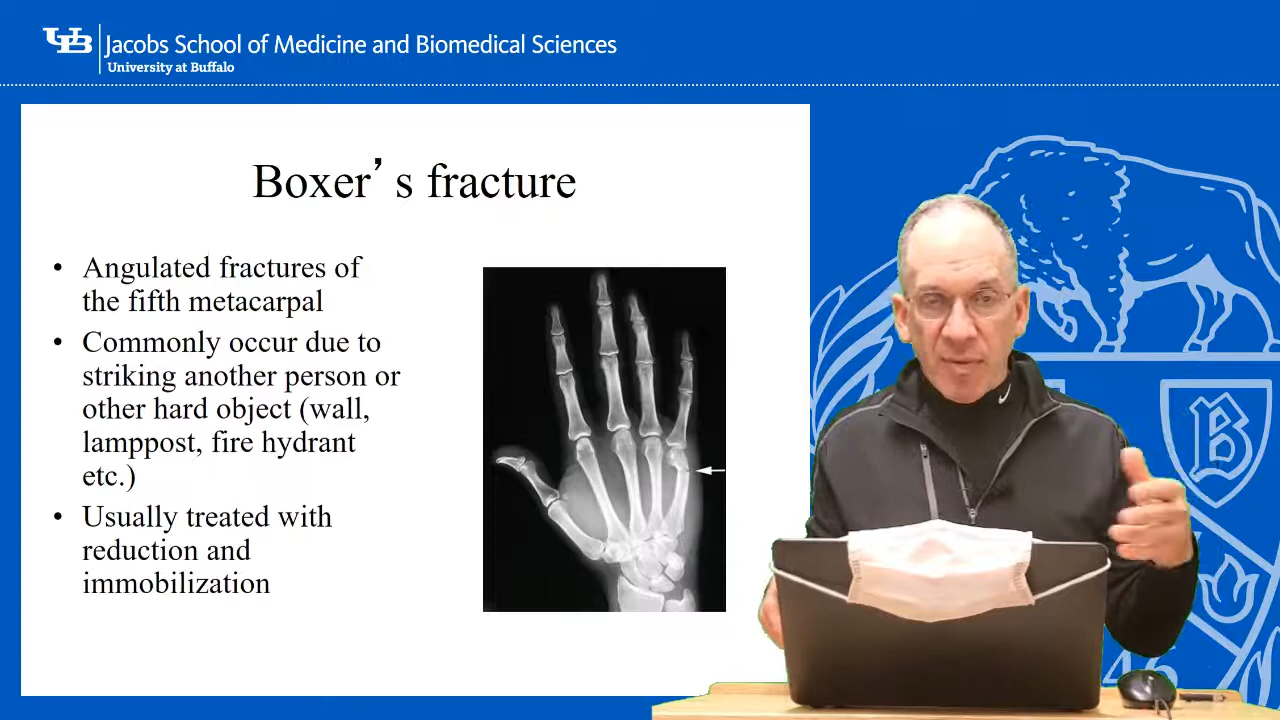 UB Jacobs School of Medicine and Biomedical Sciences
University at Buffalo
Boxer’s fracture
• Angulated fractures of
the fifth metacarpal
• Commonly occur due to
striking another person or
other hard object (wall,
lamppost, fire hydrant
etc.)
• Usually treated with
reduction and
immobilization
B
46